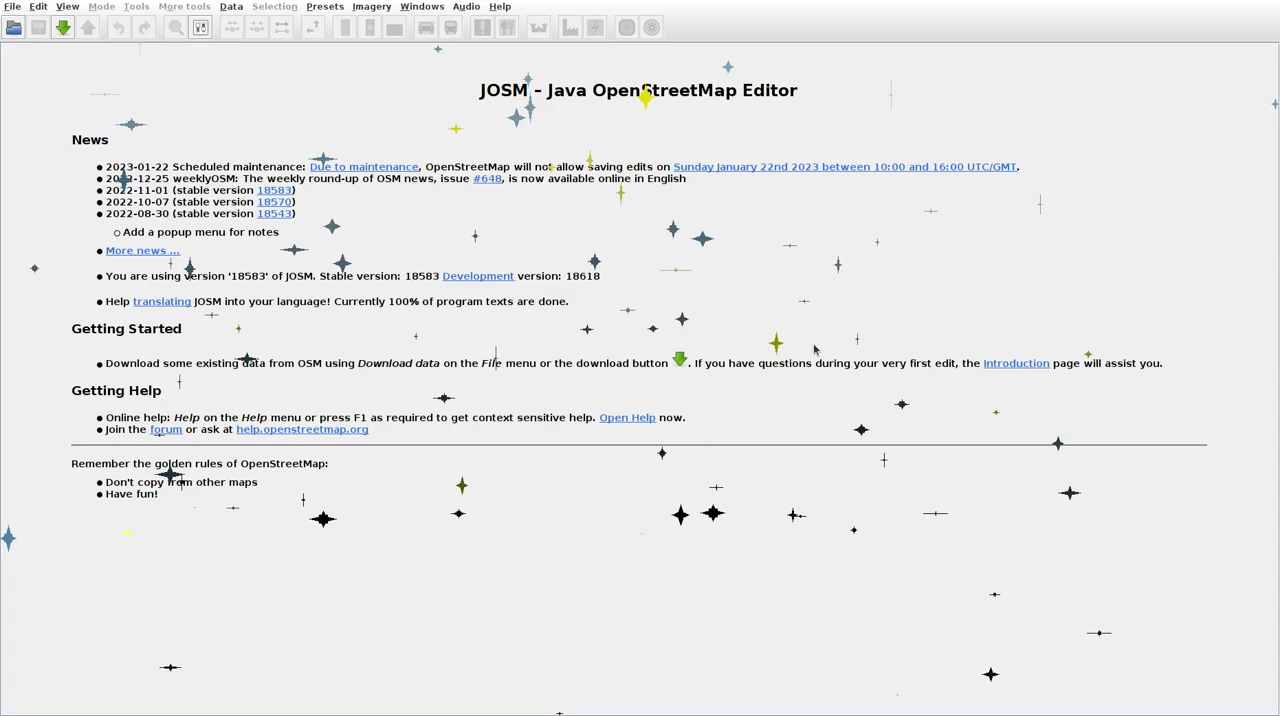 File Edit View Mode Tools More tools Data Selection Presets Imagery Windows Audio Help
JOSM – Java OpenStreetMap Editor
News
2023-01-22 Scheduled maintenance: Due to maintenance, OpenStreetMap will not allow saving edits on Sunday January 22nd 2023 between 10:00 and 16:00 UTC/GMT.
2022-12-25 weeklyOSM: The weekly round-up of OSM news, issue #648, is now available online in English
2022-11-01 (stable version 18583)
2022-10-07 (stable version 18570)
2022-08-30 (stable version 18543)
Add a popup menu for notes
More news ...
You are using version '18583' of JOSM. Stable version: 18583 Development version: 18618
Help translating JOSM into your language! Currently 100% of program texts are done.
Getting Started
Download some existing data from OSM using Download data on the File menu or the download button . If you have questions during your very first edit, the Introduction page will assist you.
Getting Help
Online help: Help on the Help menu or press F1 as required to get context sensitive help. Open Help now.
Join the forum or ask at help.openstreetmap.org
Remember the golden rules of OpenStreetMap:
Don't copy from other maps
Have fun!